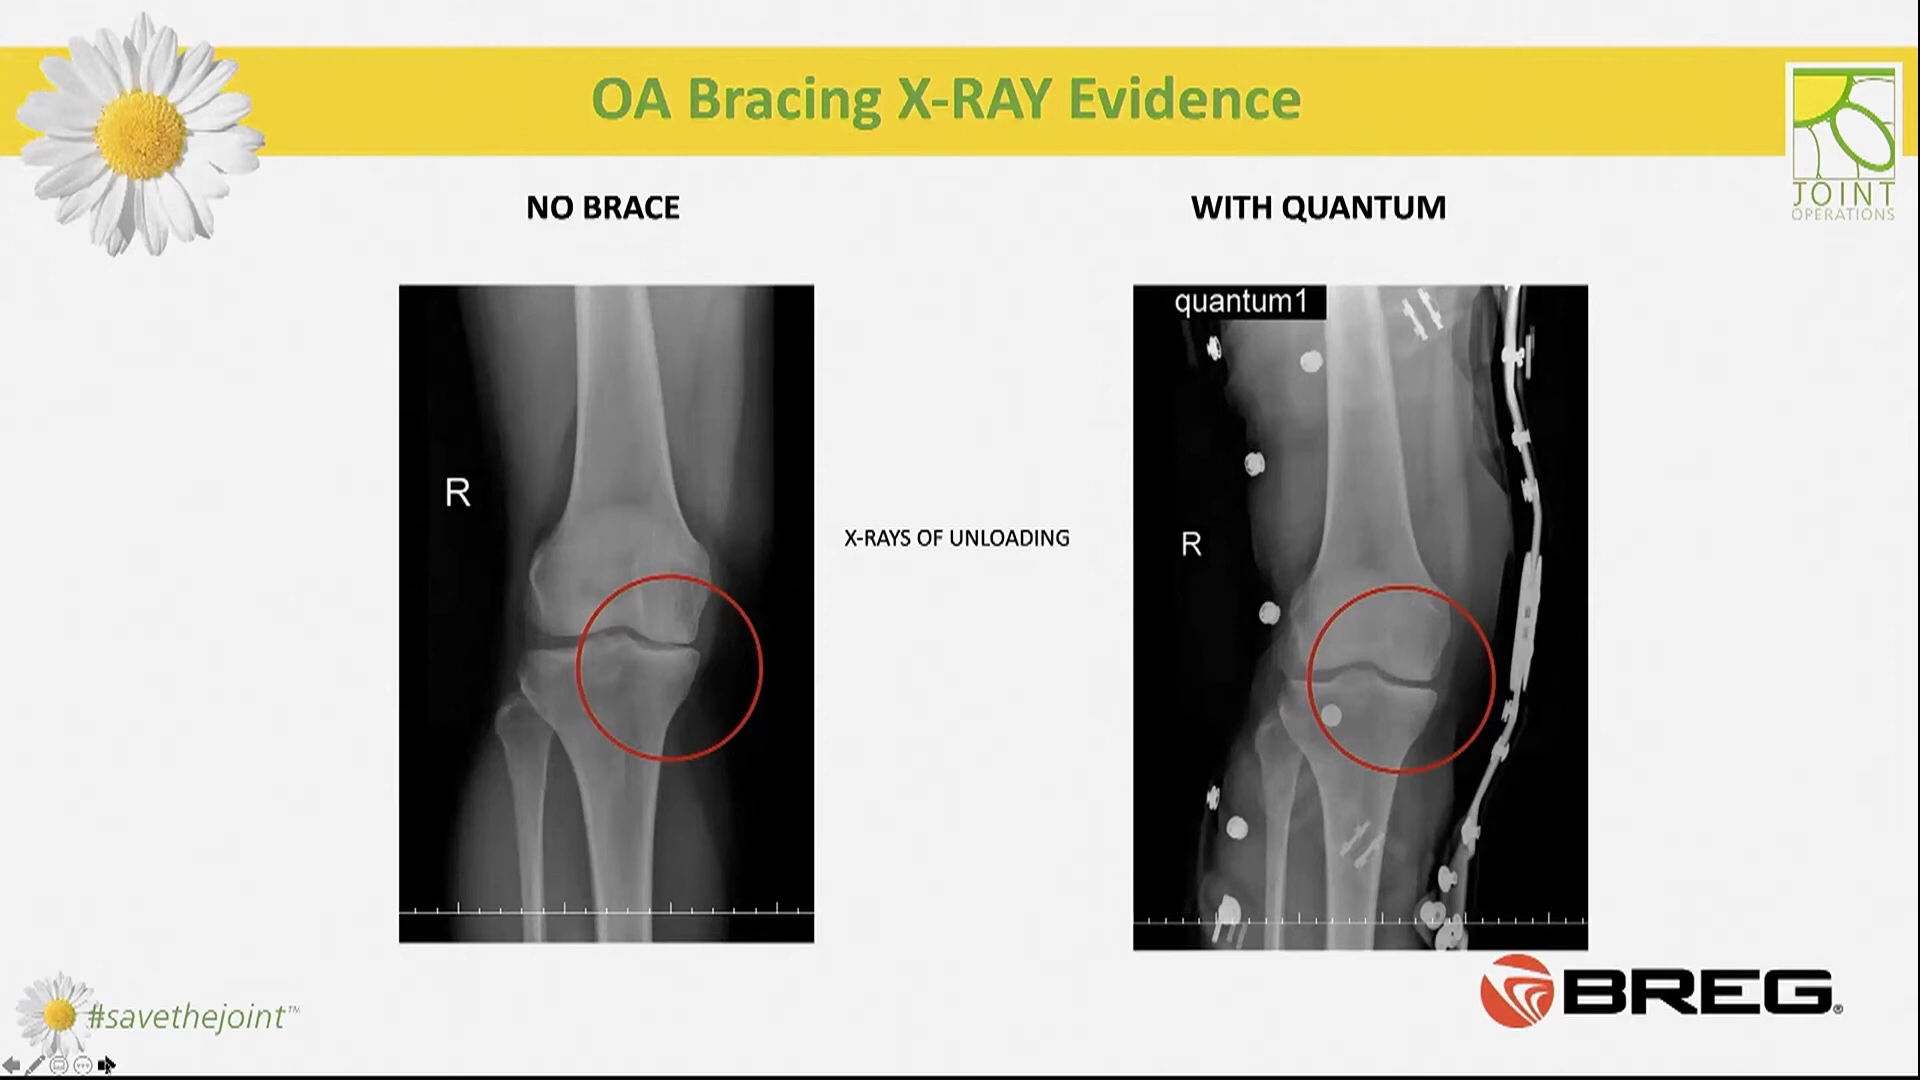 OA Bracing X-RAY Evidence
JOINT
OPERATIONS
NO BRACE
WITH QUANTUM
quantum1
R
X-RAYS OF UNLOADING
R
#savethejoint™
BREG®